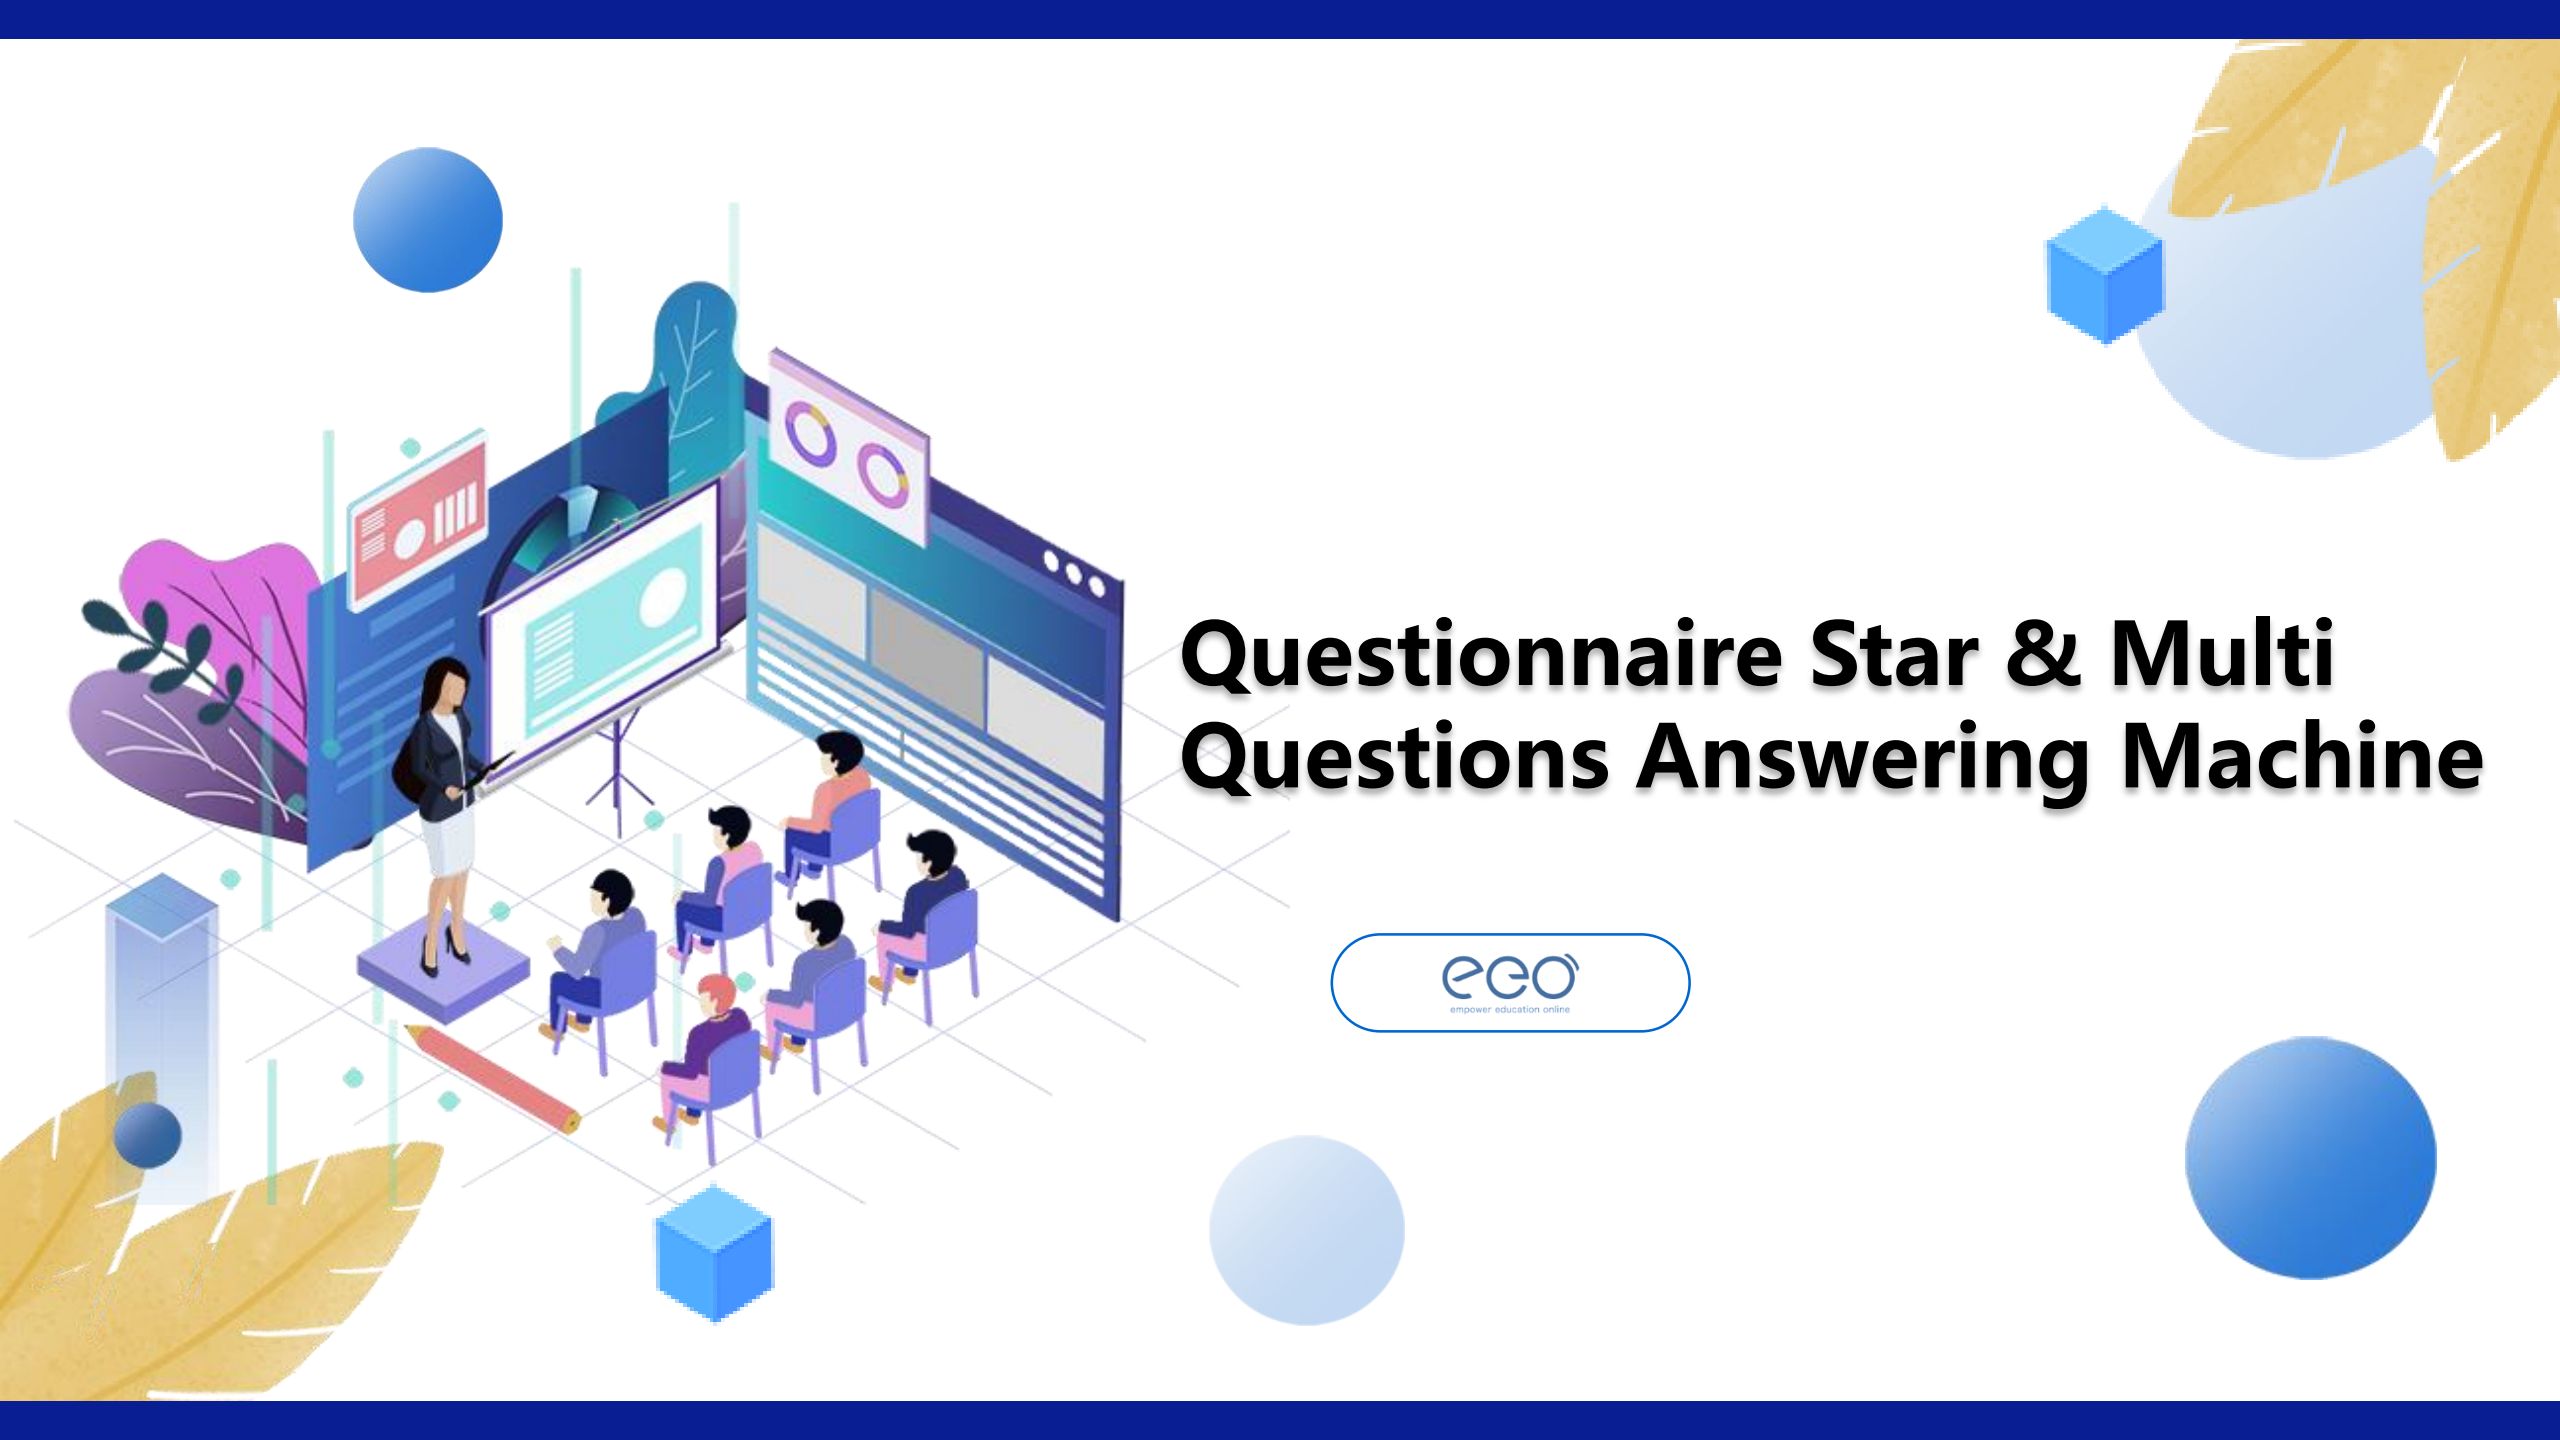 Questionnaire Star & Multi
Questions Answering Machine
eeo
empower education online